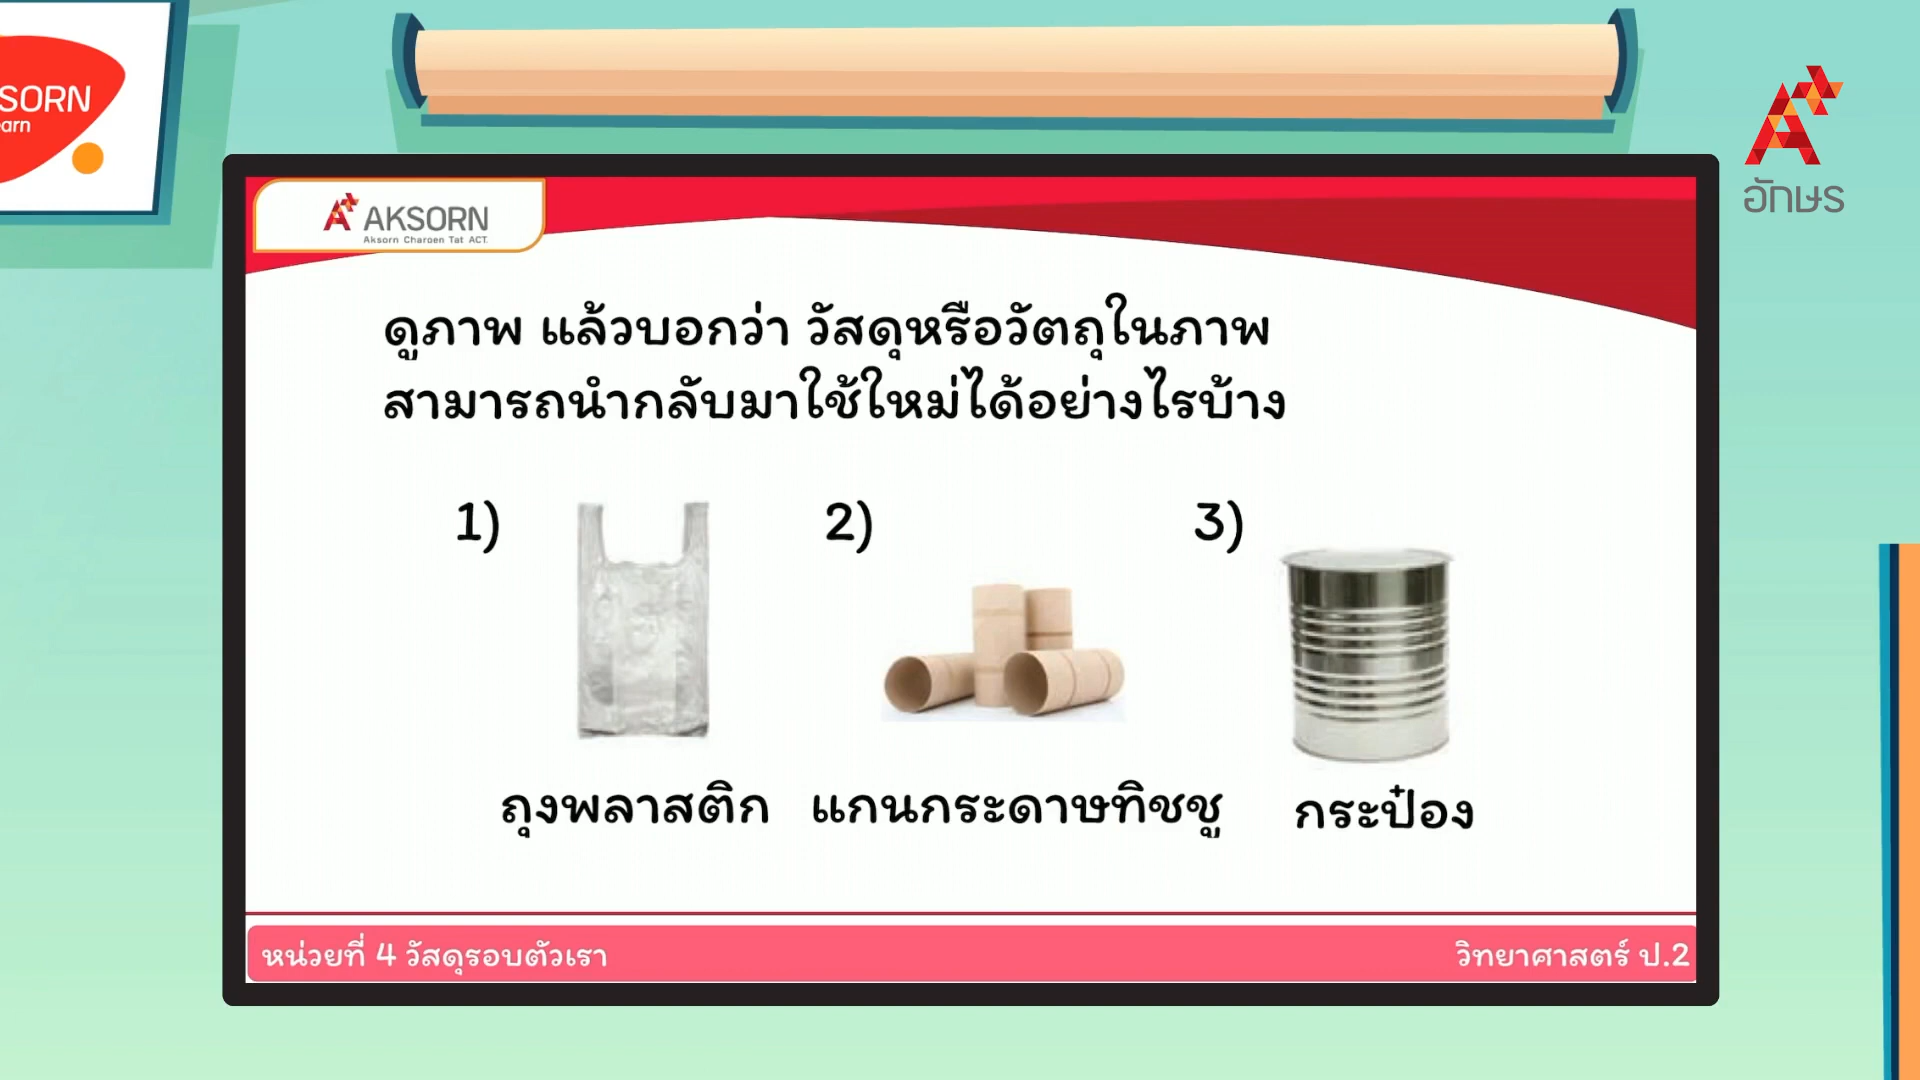 SORN
arn
อักษร
AKSORN
Aksorn Charoen Tat ACT.
ดูภาพ แล้วบอกว่า วัสดุหรือวัตถุในภาพ
สามารถนำกลับมาใช้ใหม่ได้อย่างไรบ้าง
1)
2)
3)
ถุงพลาสติก
แกนกระดาษทิชชู
กระป๋อง
หน่วยที่ 4 วัสดุรอบตัวเรา
วิทยาศาสตร์ ป.2